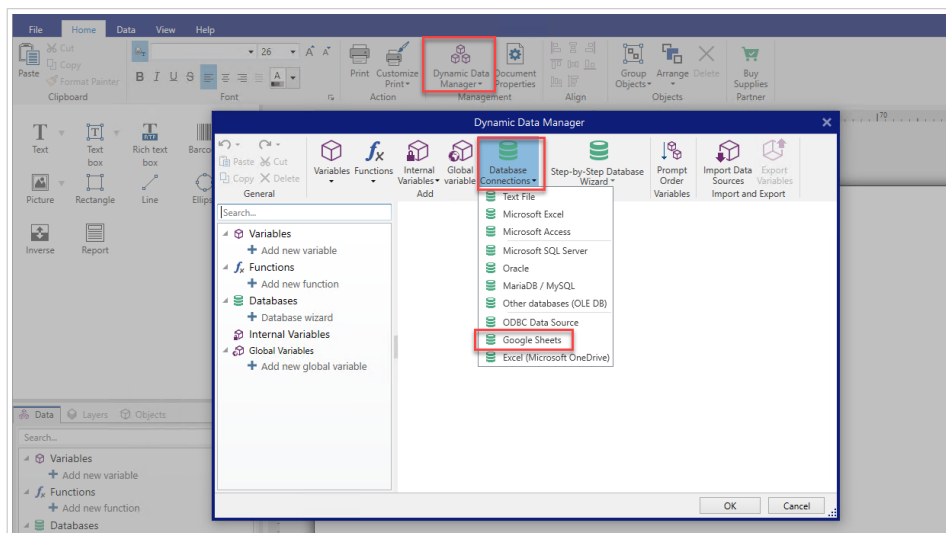 File Home Data View Help
Paste
Cut
Copy
Format Painter
Clipboard
26
B I U S
A
Font
Print
Customize Print
Action
Dynamic Data Manager
Document Properties
Management
Align
Group Objects
Arrange
Delete
Objects
Buy Supplies
Partner
Text
Text box
Rich text box
RTF
Picture
Rectangle
Line
Inverse
Report
70
Dynamic Data Manager
Paste Cut
Copy Delete
General
Variables
Functions
Internal Variables
Global variable
Database Connections
Step-by-Step Database Wizard
Add
Prompt Order
Variables
Import Data Sources
Export Variables
Import and Export
Search...
Variables
Add new variable
Functions
Add new function
Databases
Database wizard
Internal Variables
Global Variables
Add new global variable
Text File
Microsoft Excel
Microsoft Access
Microsoft SQL Server
Oracle
MariaDB / MySQL
Other databases (OLE DB)
ODBC Data Source
Google Sheets
Excel (Microsoft OneDrive)
OK
Cancel
Data Layers Objects
Search...
Variables
Add new variable
Functions
Add new function
Databases